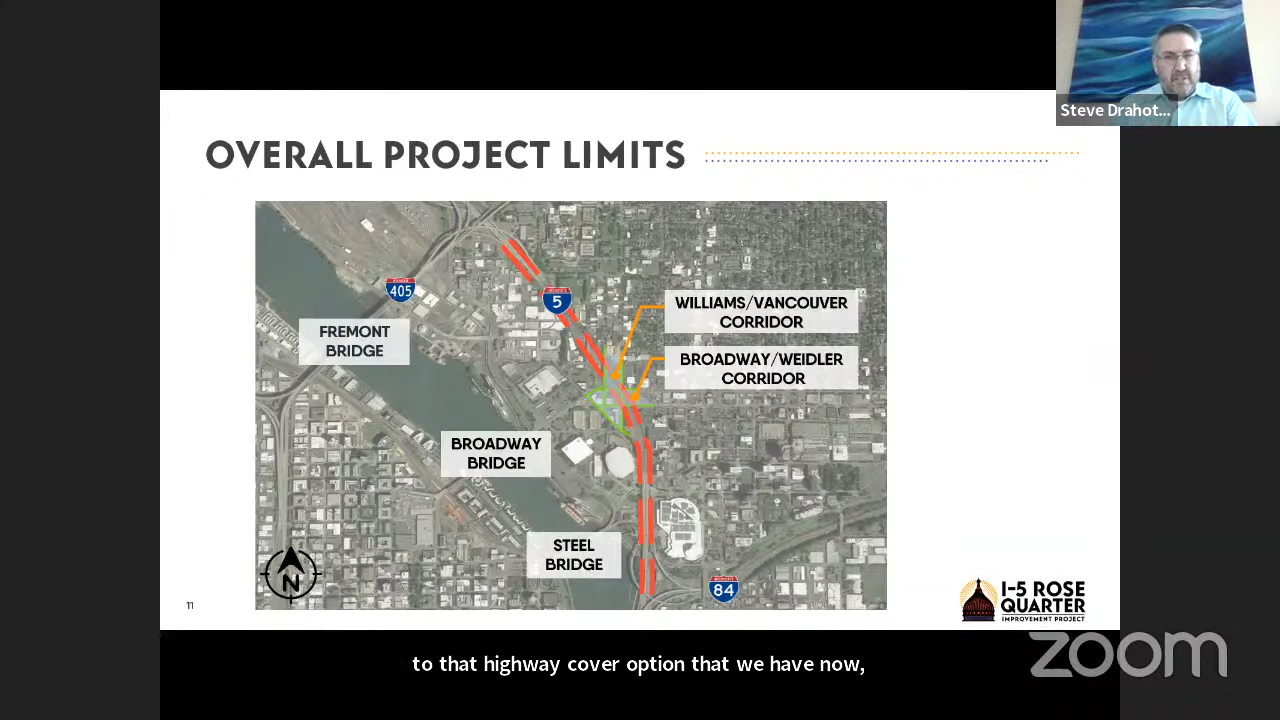 Steve Drahot...
OVERALL PROJECT LIMITS
405
5
WILLIAMS/VANCOUVER
CORRIDOR
FREMONT
BRIDGE
BROADWAY/WEIDLER
CORRIDOR
BROADWAY
BRIDGE
STEEL
BRIDGE
N
84
11
I-5 ROSE
QUARTER
IMPROVEMENT PROJECT
zoom
to that highway cover option that we have now,